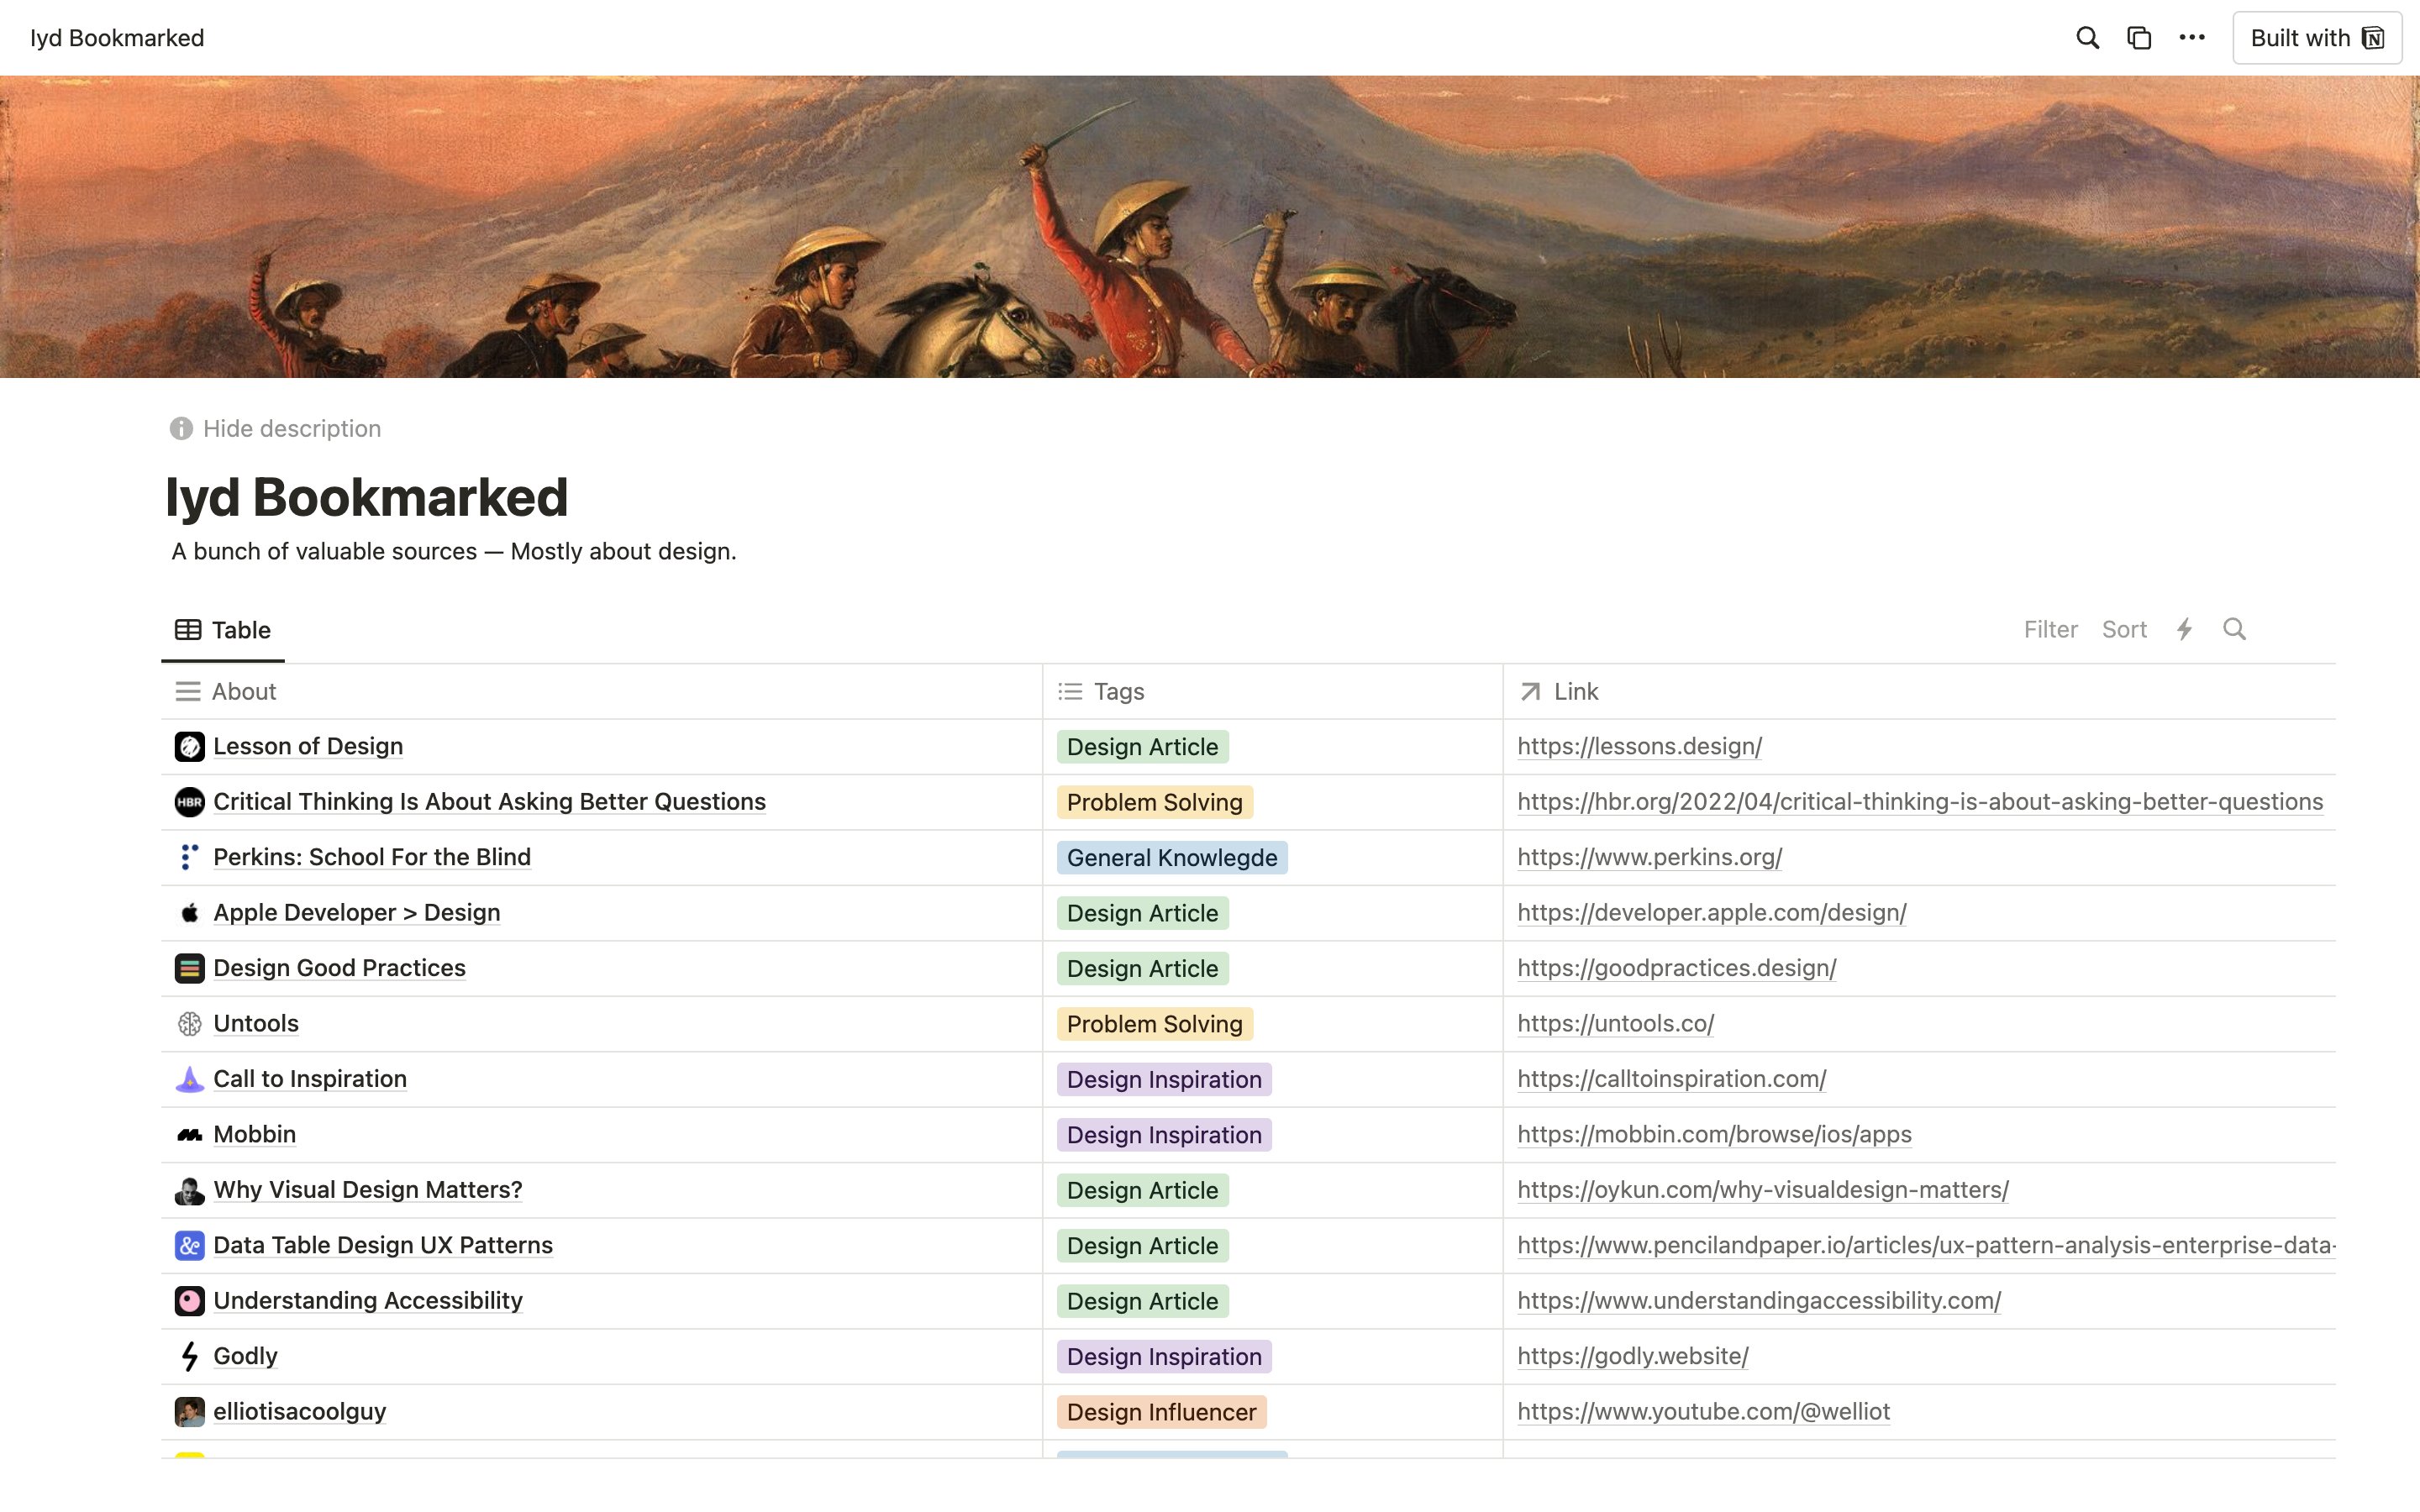 Iyd Bookmarked
Built with
Hide description
Iyd Bookmarked
A bunch of valuable sources — Mostly about design.
Table
Filter Sort
About Tags Link
Lesson of Design Design Article https://lessons.design/
HBR Critical Thinking Is About Asking Better Questions Problem Solving https://hbr.org/2022/04/critical-thinking-is-about-asking-better-questions
Perkins: School For the Blind General Knowlegde https://www.perkins.org/
Apple Developer > Design Design Article https://developer.apple.com/design/
Design Good Practices Design Article https://goodpractices.design/
Untools Problem Solving https://untools.co/
Call to Inspiration Design Inspiration https://calltoinspiration.com/
Mobbin Design Inspiration https://mobbin.com/browse/ios/apps
Why Visual Design Matters? Design Article https://oykun.com/why-visualdesign-matters/
& Data Table Design UX Patterns Design Article https://www.pencilandpaper.io/articles/ux-pattern-analysis-enterprise-data-
Understanding Accessibility Design Article https://www.understandingaccessibility.com/
Godly Design Inspiration https://godly.website/
elliotisacoolguy Design Influencer https://www.youtube.com/@welliot